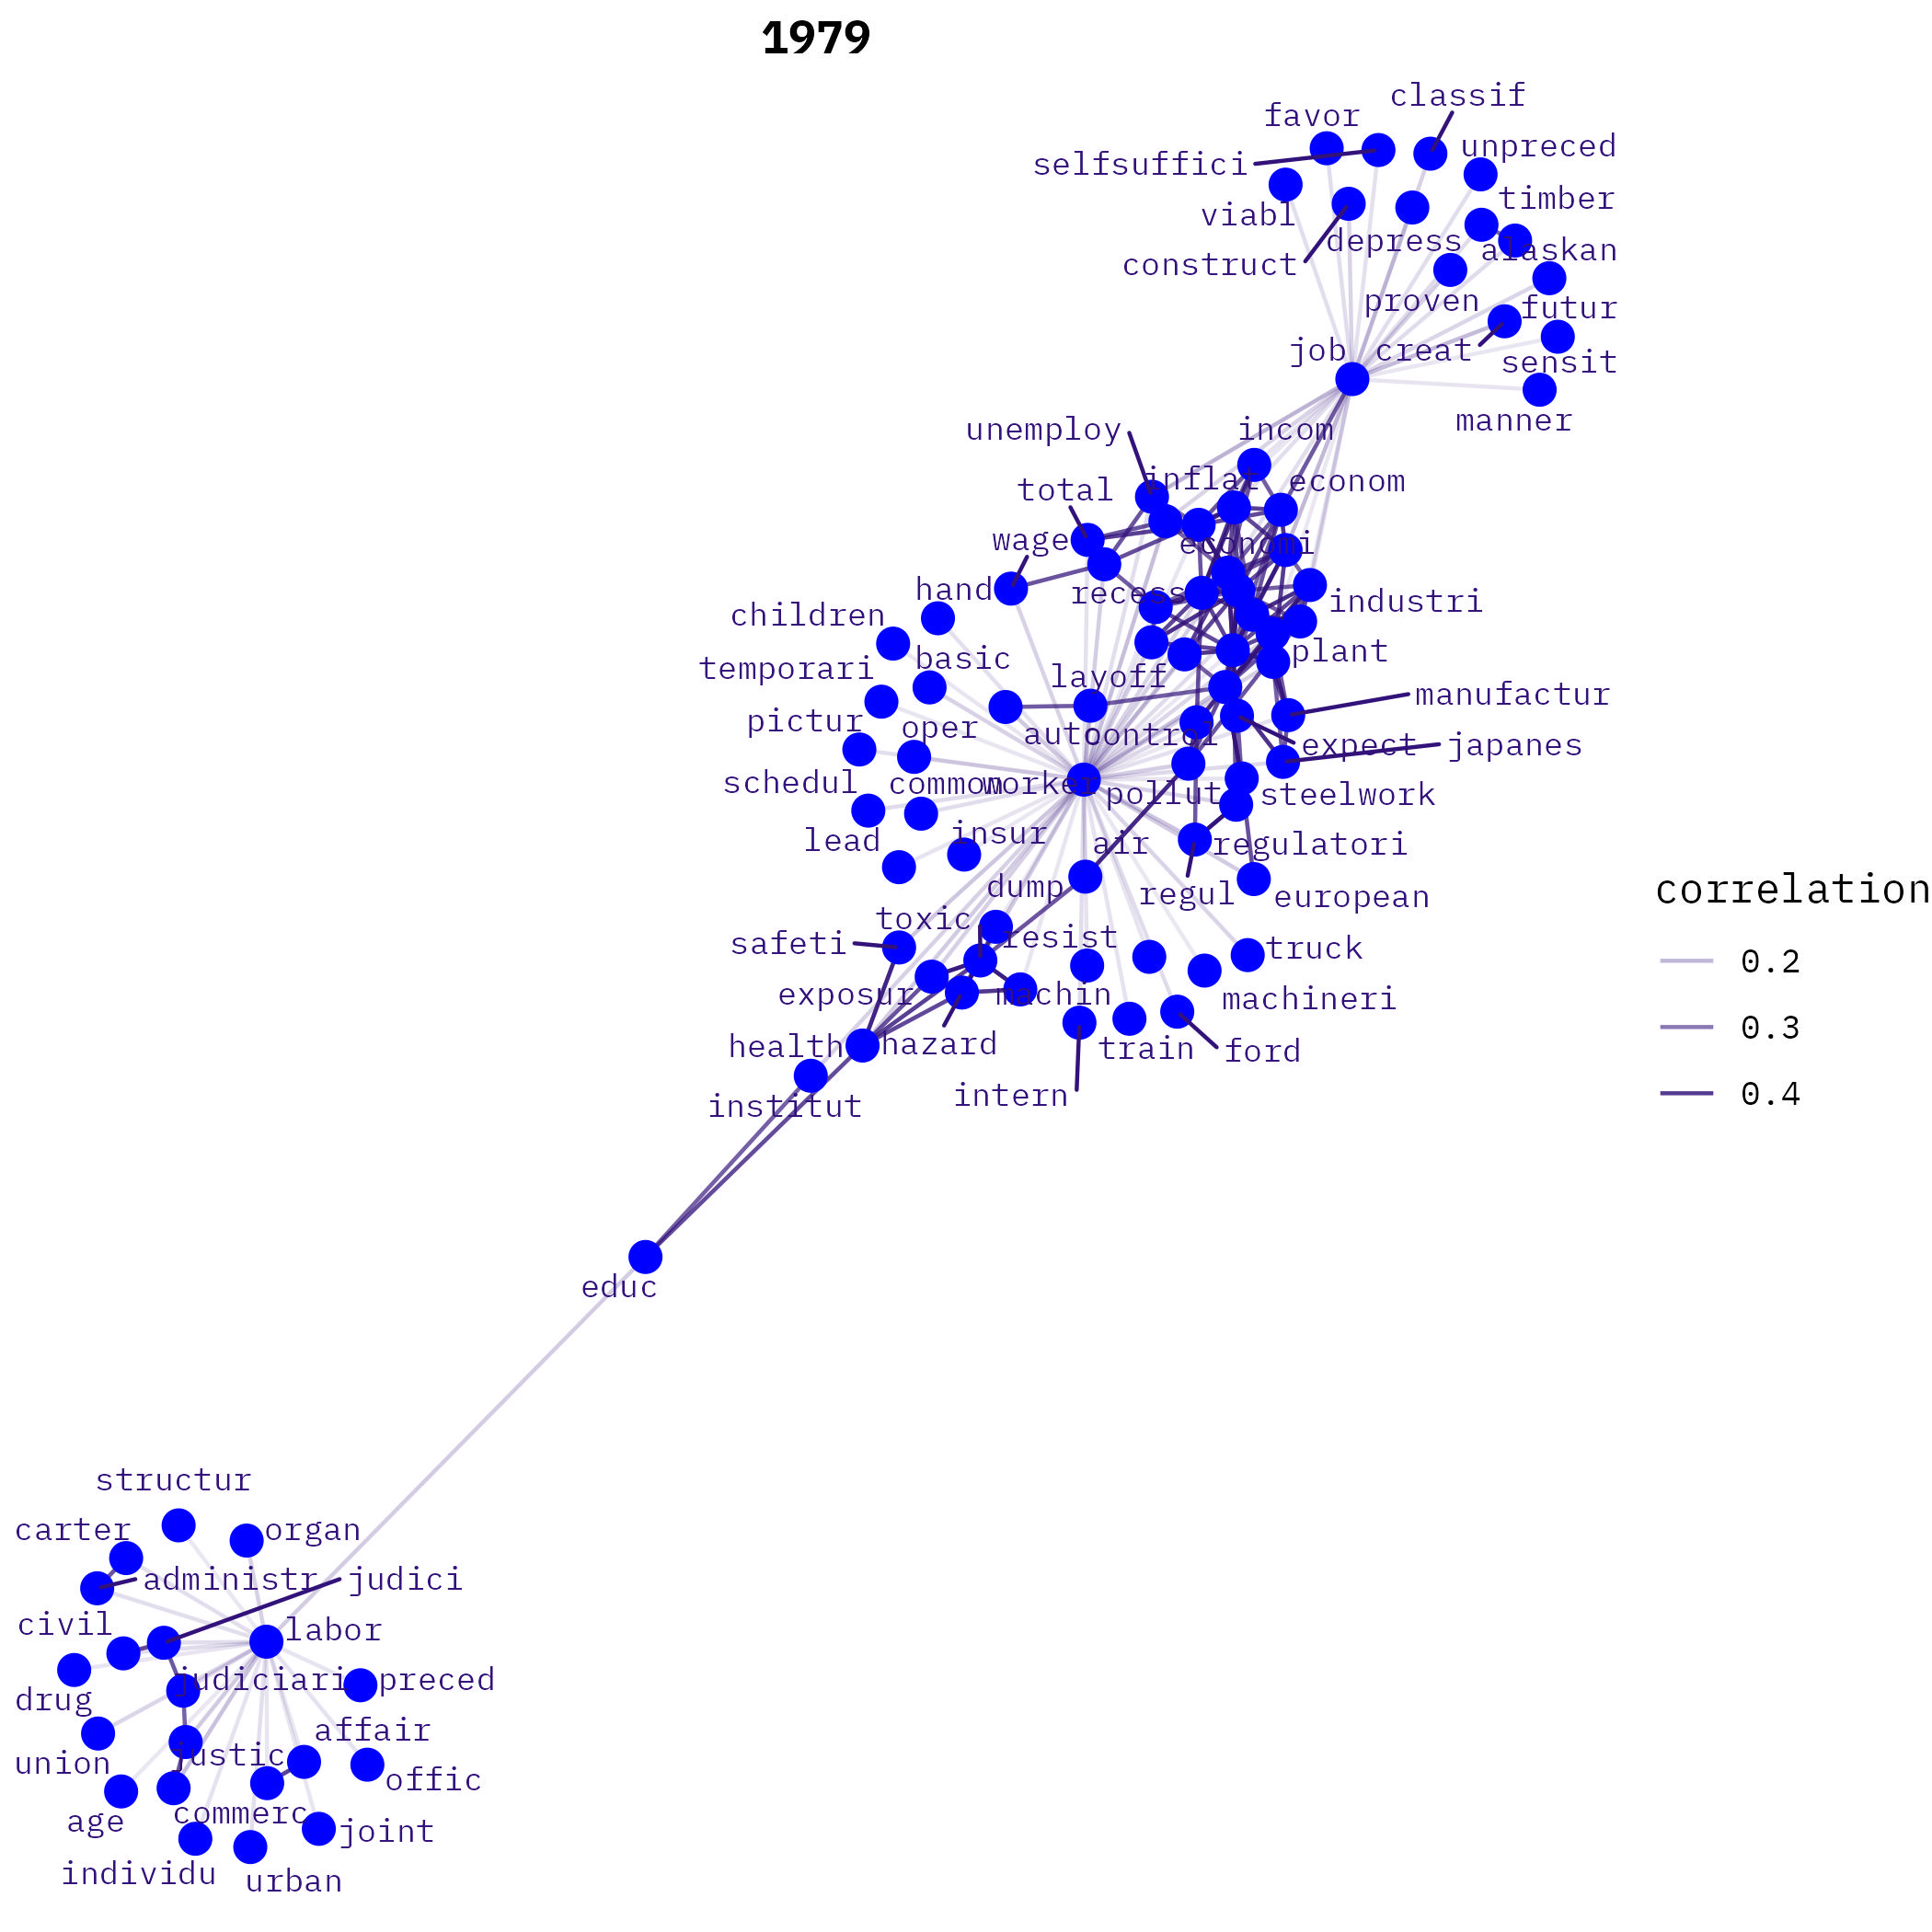 1979
classif
favor
unpreced
selfsuffici
timber
viabl
depress
alaskan
construct
proven
futur
job
creat
sensit
manner
unemploy
incom
inflat
econom
total
wage
economi
hand
recess
industri
children
basic
plant
temporari
layoff
manufactur
pictur
oper
auto
control
expect
japanes
schedul
common
worker
pollut
steelwork
lead
insur
air
regulatori
dump
regul
european
toxic
safeti
resist
truck
exposur
machin
machineri
health
hazard
train
ford
institut
intern
educ
correlation
0.2
0.3
0.4
structur
carter
organ
administr
judici
civil
labor
judiciari
preced
drug
affair
union
justic
offic
age
commerc
joint
individu
urban